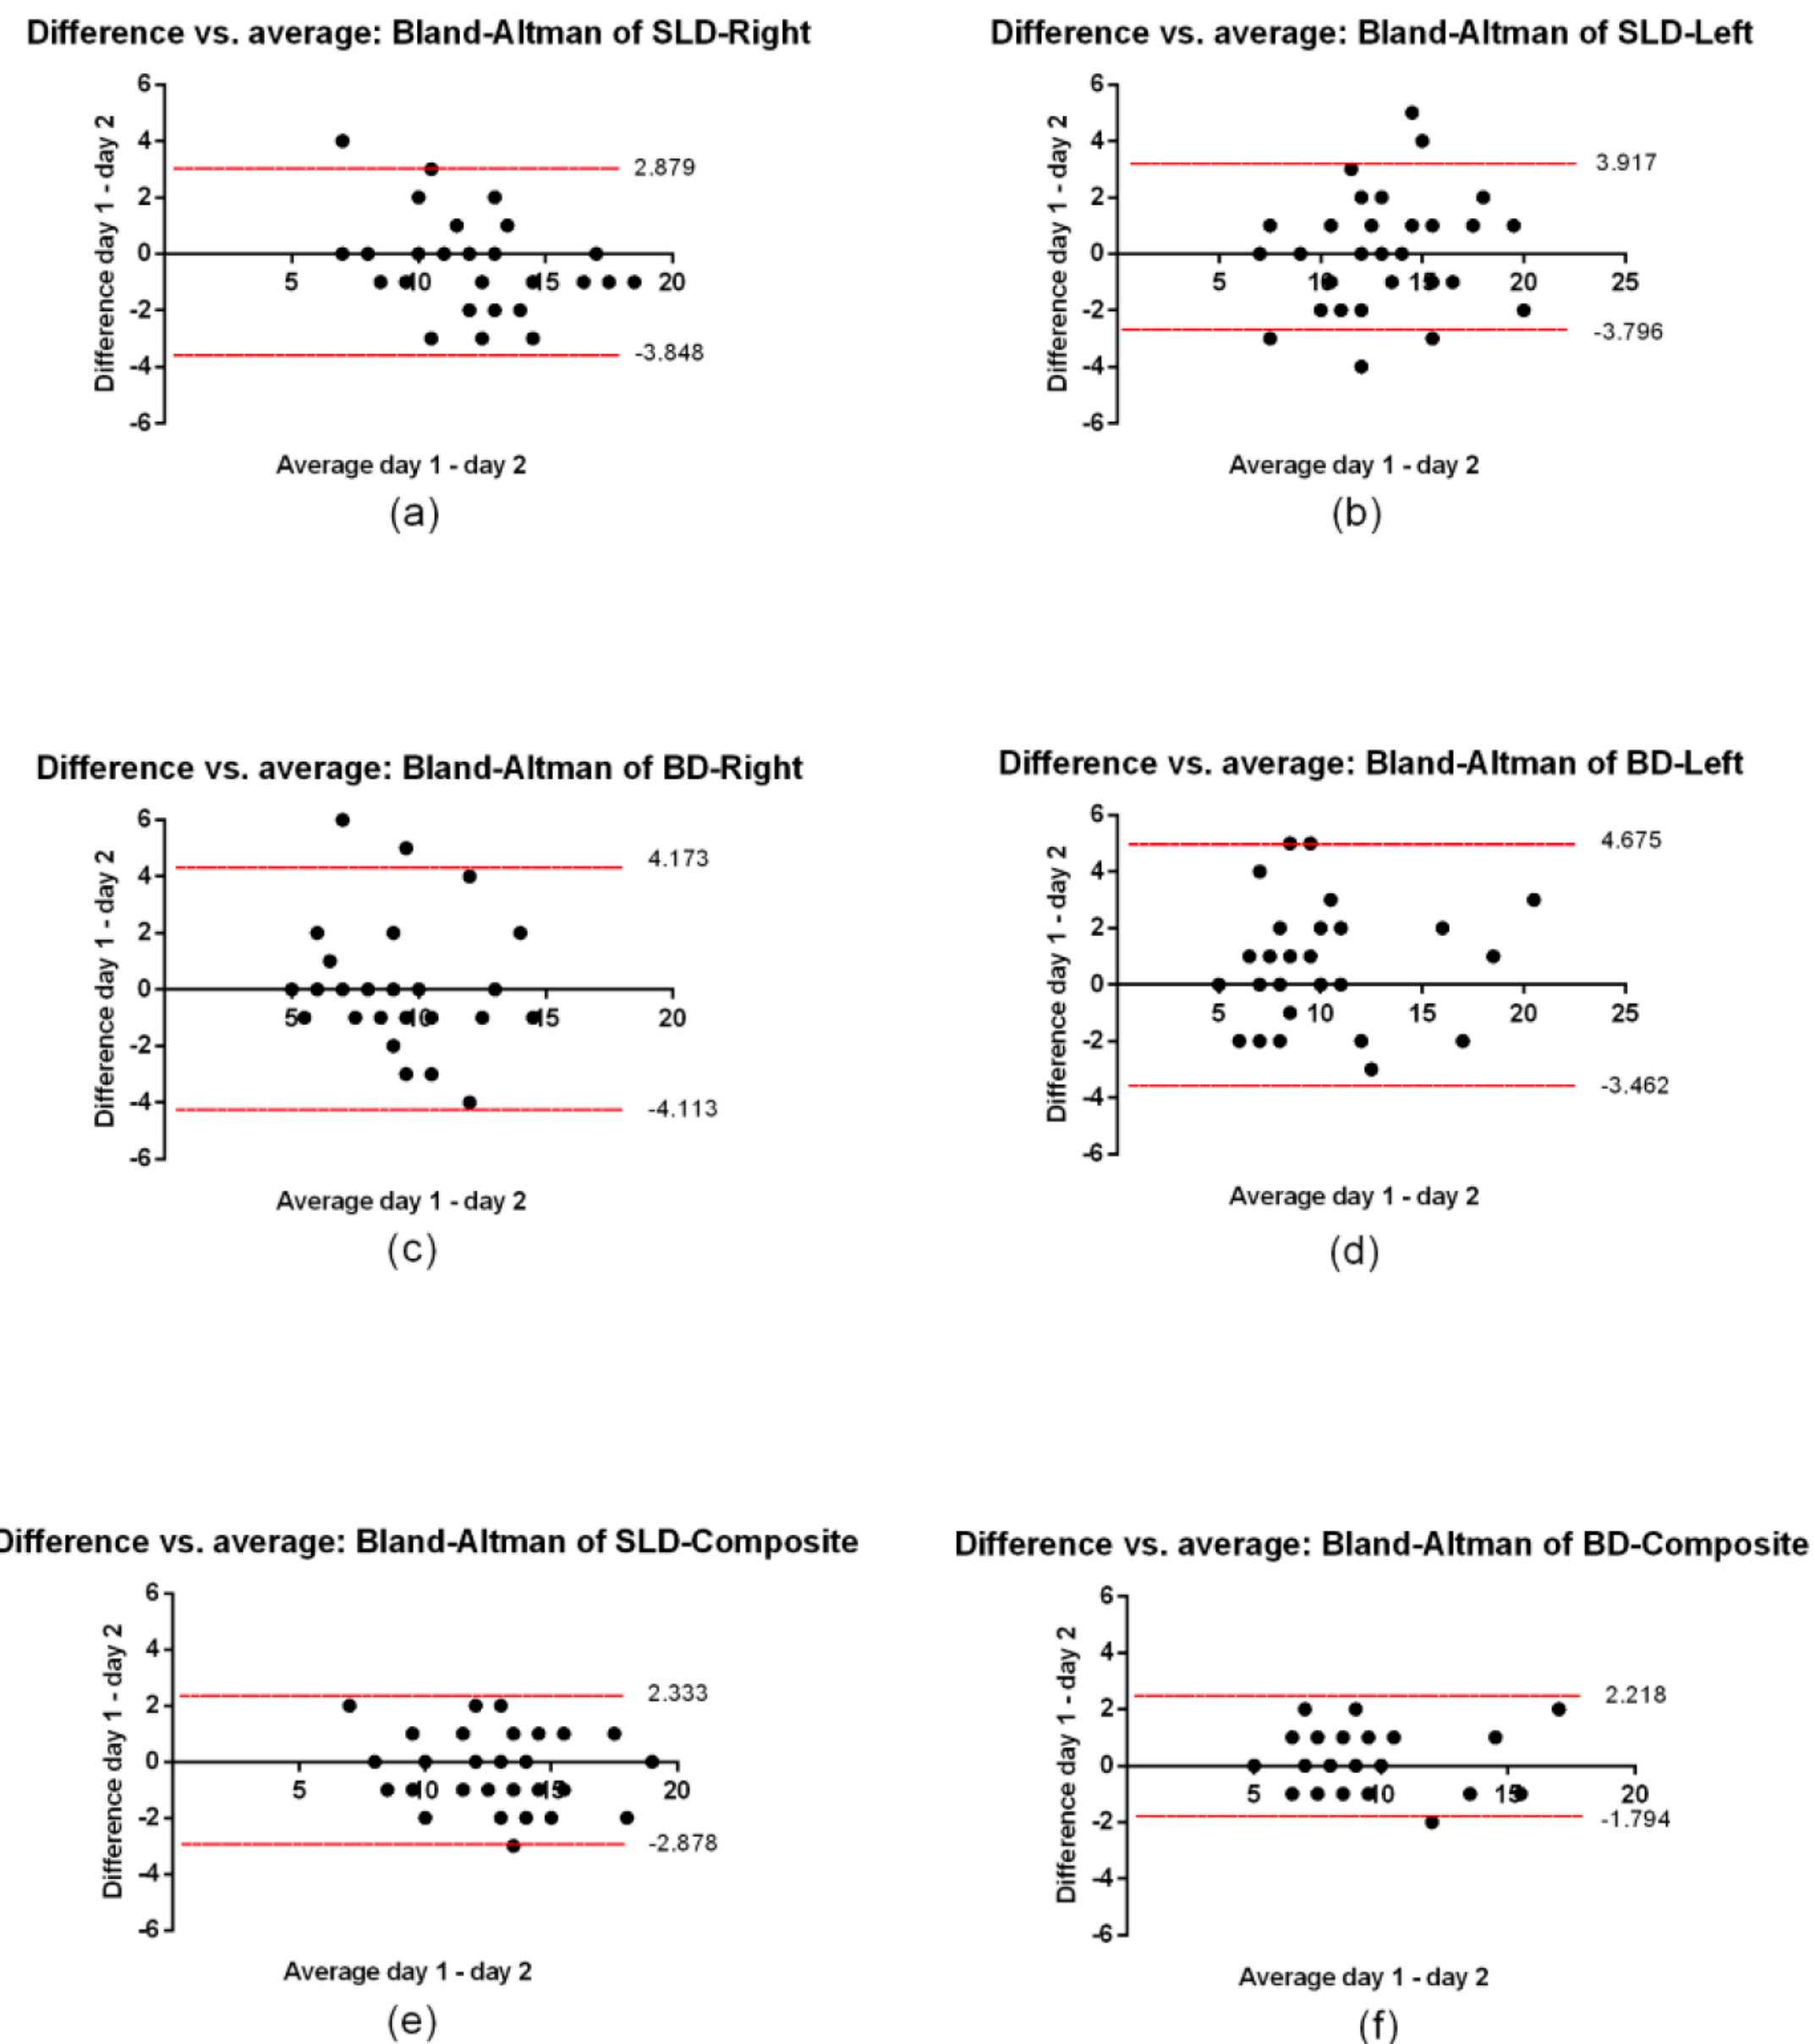 Difference vs. average: Bland-Altman of SLD-Right
6
4
2
0
-2
-4
-6
Difference day 1 - day 2
2.879
-3.848
5 10 15 20
Average day 1 - day 2
(a)
Difference vs. average: Bland-Altman of SLD-Left
6
4
2
0
-2
-4
-6
Difference day 1 - day 2
3.917
-3.796
5 10 15 20 25
Average day 1 - day 2
(b)
Difference vs. average: Bland-Altman of BD-Right
6
4
2
0
-2
-4
-6
Difference day 1 - day 2
4.173
-4.113
5 10 15 20
Average day 1 - day 2
(c)
Difference vs. average: Bland-Altman of BD-Left
6
4
2
0
-2
-4
-6
Difference day 1 - day 2
4.675
-3.462
5 10 15 20 25
Average day 1 - day 2
(d)
Difference vs. average: Bland-Altman of SLD-Composite
6
4
2
0
-2
-4
-6
Difference day 1 - day 2
2.333
-2.878
5 10 15 20
Average day 1 - day 2
(e)
Difference vs. average: Bland-Altman of BD-Composite
6
4
2
0
-2
-4
-6
Difference day 1 - day 2
2.218
-1.794
5 10 15 20
Average day 1 - day 2
(f)